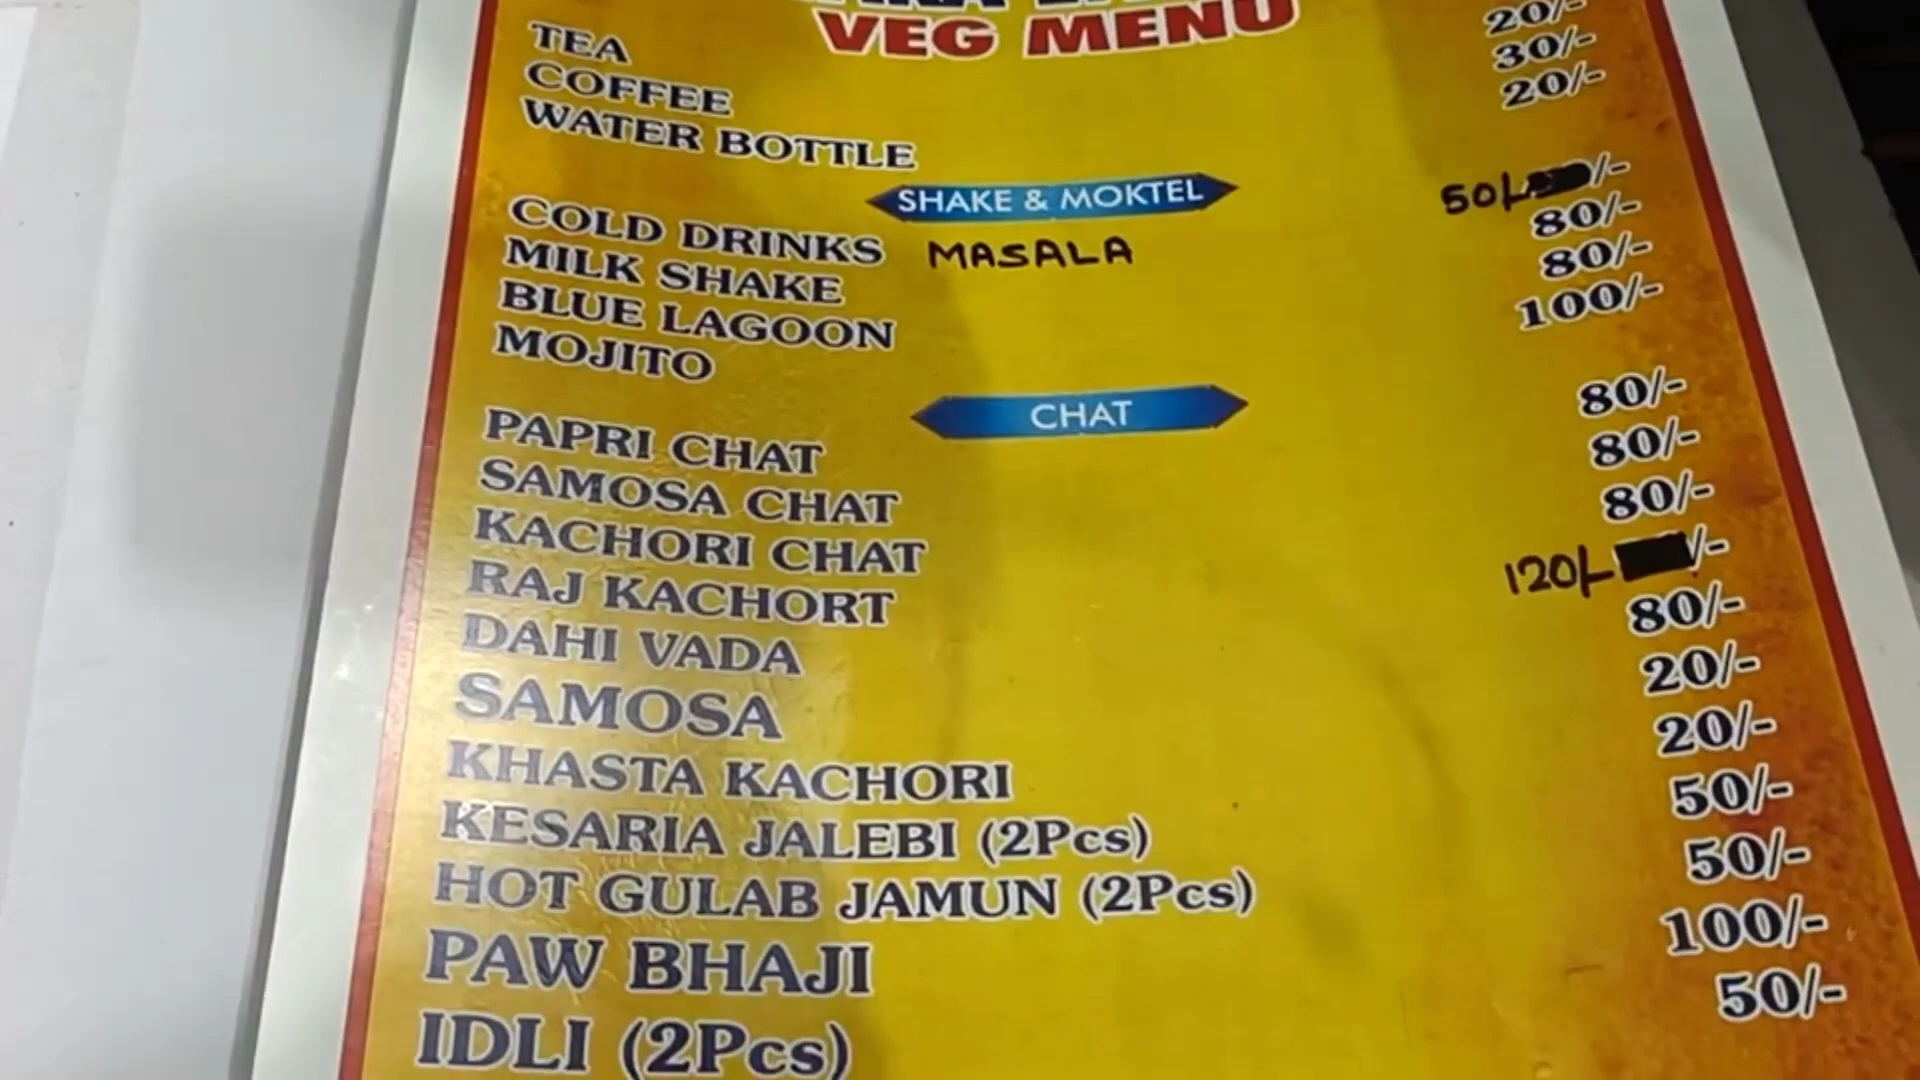 VEG MENU
TEA 20/-
COFFEE 30/-
WATER BOTTLE 20/-
SHAKE & MOKTEL
COLD DRINKS MASALA 50/- /-
MILK SHAKE 80/-
BLUE LAGOON 80/-
MOJITO 100/-
CHAT
PAPRI CHAT 80/-
SAMOSA CHAT 80/-
KACHORI CHAT 80/-
RAJ KACHORT 120/- /-
DAHI VADA 80/-
SAMOSA 20/-
KHASTA KACHORI 20/-
KESARIA JALEBI (2Pcs) 50/-
HOT GULAB JAMUN (2Pcs) 50/-
PAW BHAJI 100/-
IDLI (2Pcs) 50/-